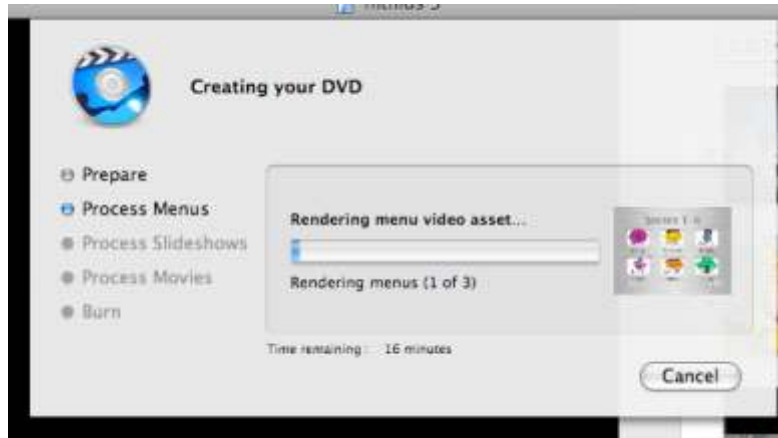 Creating your DVD
Prepare
Process Menus
Process Slideshows
Process Movies
Burn
Rendering menu video asset...
Rendering menus (1 of 3)
Time remaining: 16 minutes
Cancel